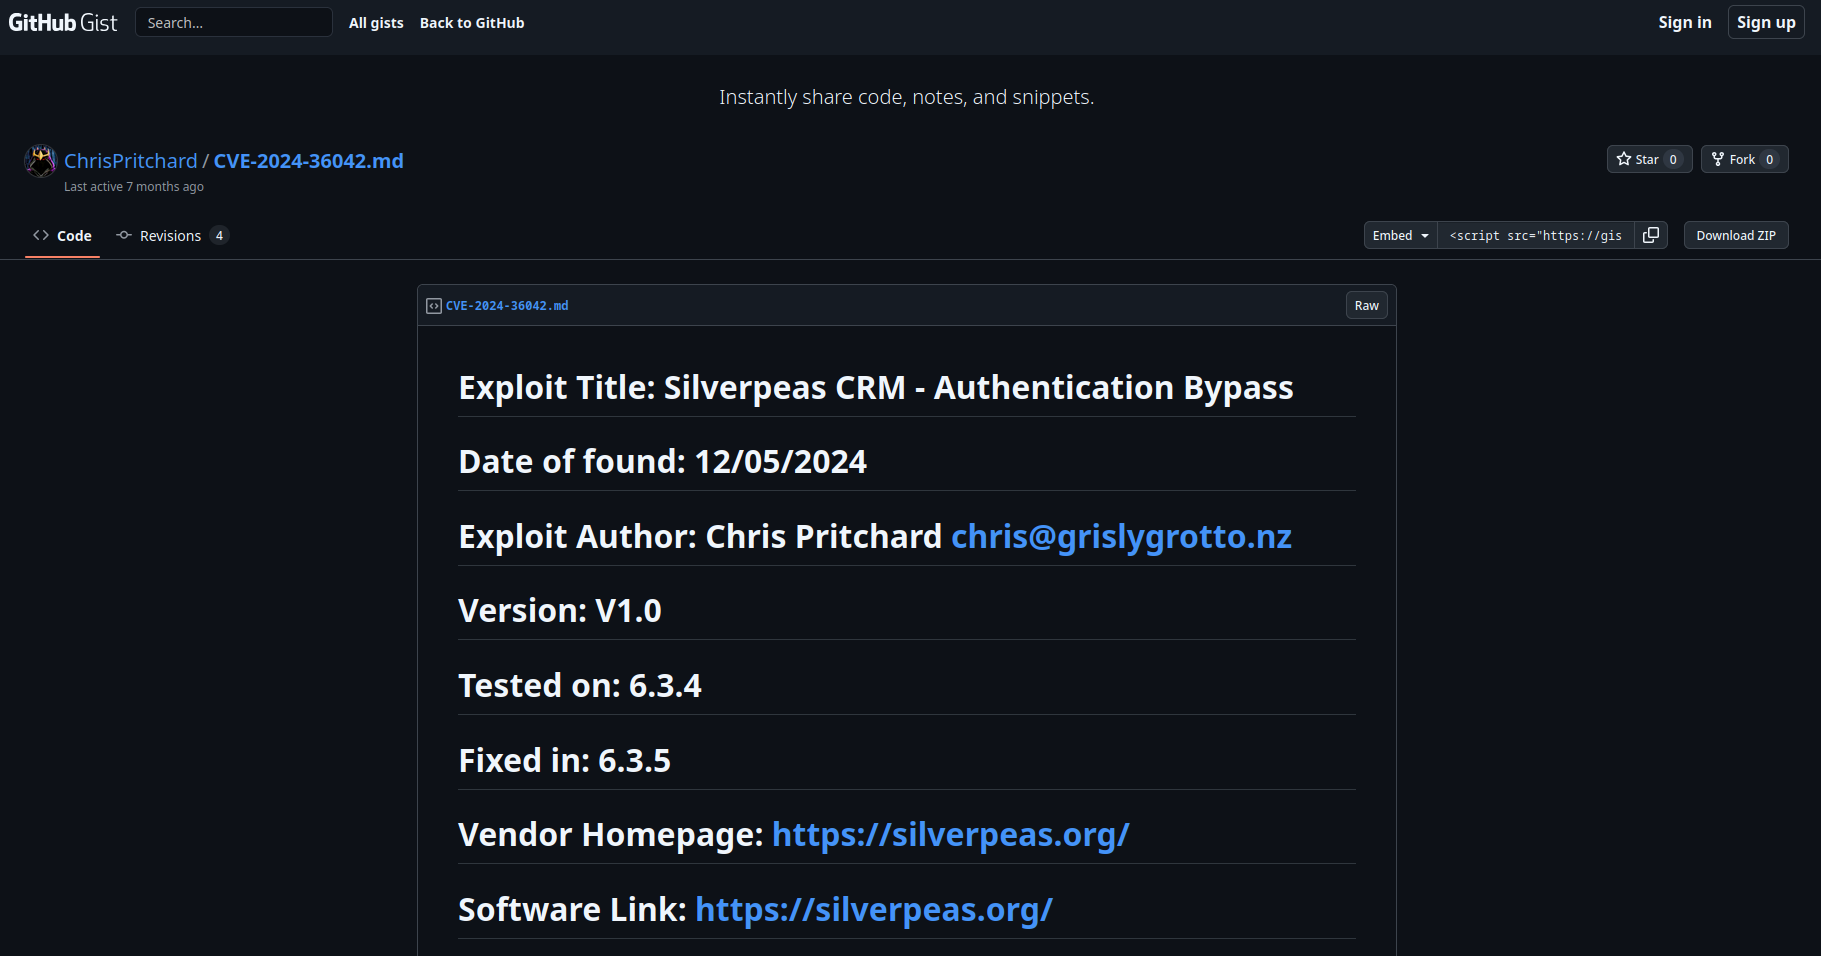 GitHub Gist Search... All gists Back to GitHub Sign in Sign up
Instantly share code, notes, and snippets.
ChrisPritchard / CVE-2024-36042.md Star 0 Fork 0
Last active 7 months ago
Code Revisions 4 Embed <script src="https://gis Download ZIP
CVE-2024-36042.md Raw
Exploit Title: Silverpeas CRM - Authentication Bypass
Date of found: 12/05/2024
Exploit Author: Chris Pritchard chris@grislygrotto.nz
Version: V1.0
Tested on: 6.3.4
Fixed in: 6.3.5
Vendor Homepage: https://silverpeas.org/
Software Link: https://silverpeas.org/